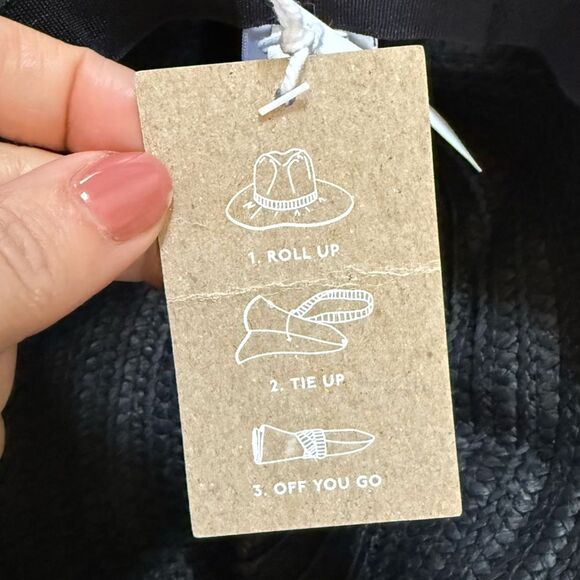 1. ROLL UP
2. TIE UP
3. OFF YOU GO